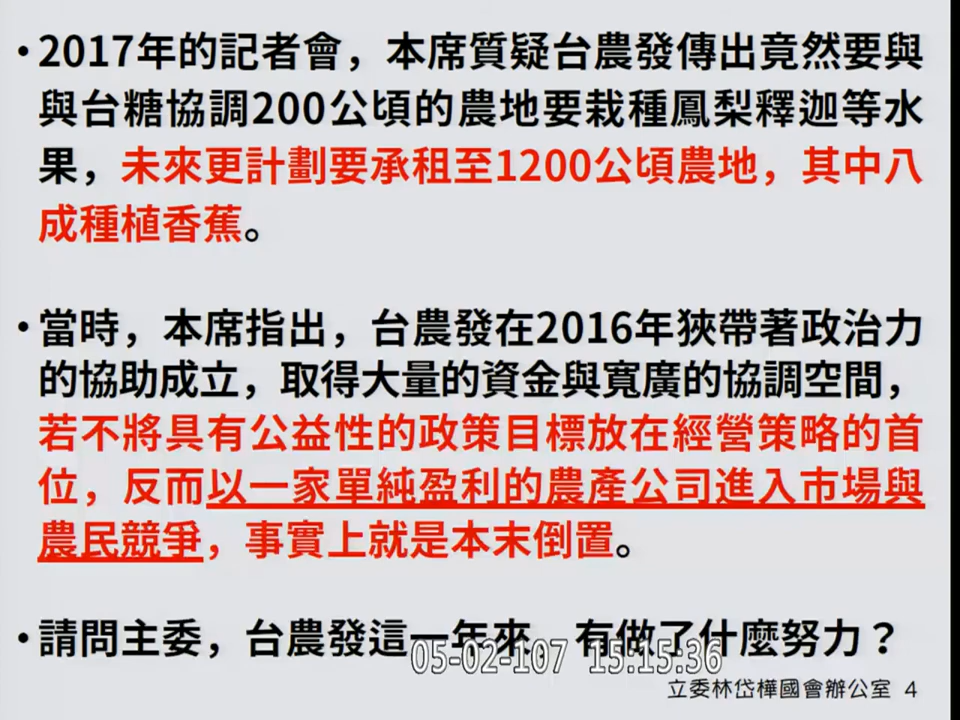 •2017年的記者會，本席質疑台農發傳出竟然要與
與台糖協調200公頃的農地要栽種鳳梨釋迦等水
果，未來更計劃要承租至1200公頃農地，其中八
成種植香蕉。
•當時，本席指出，台農發在2016年狹帶著政治力
的協助成立，取得大量的資金與寬廣的協調空間，
若不將具有公益性的政策目標放在經營策略的首
位，反而以一家單純盈利的農產公司進入市場與
農民競爭，事實上就是本末倒置。
•請問主委，台農發這一年來，有做了什麼努力？
05-02-107 15:15:36
立委林岱樺國會辦公室 4